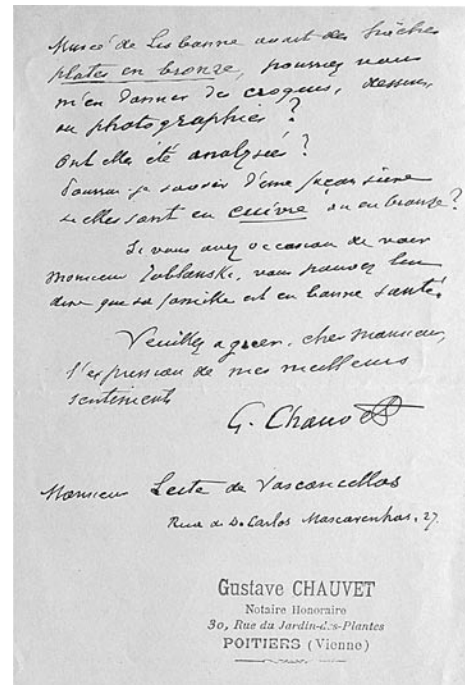 Musée de Lisbonne avait des flèches
plates en bronze, pourriez vous
m'en donner des croquis, dessins,
ou photographies ?
Ont elles été analysées ?
Pourrai-je savoir d'une façon sûre
si elles sont en cuivre ou en bronze ?
Si vous avez occasion de voir
Monsieur Zoblanski, vous pouvez lui
dire que sa famille est en bonne santé.
Veuillez agréer, cher Monsieur,
l'expression de mes meilleurs
sentiments
G. Chauvet
Monsieur Leite de Vasconcellos
Rua de D. Carlos Mascarenhas, 27.
Gustave CHAUVET
Notaire Honoraire
30, Rue du Jardin-des-Plantes
POITIERS (Vienne)